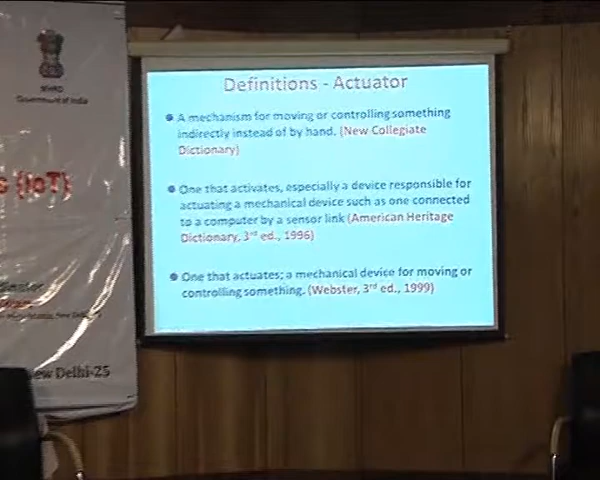 MHRD
Government of India
s (IoT)
New Delhi-25
Definitions - Actuator
A mechanism for moving or controlling something
indirectly instead of by hand. (New Collegiate
Dictionary)
One that activates, especially a device responsible for
actuating a mechanical device such as one connected
to a computer by a sensor link (American Heritage
Dictionary, 3rd ed., 1996)
One that actuates; a mechanical device for moving or
controlling something. (Webster, 3rd ed., 1999)